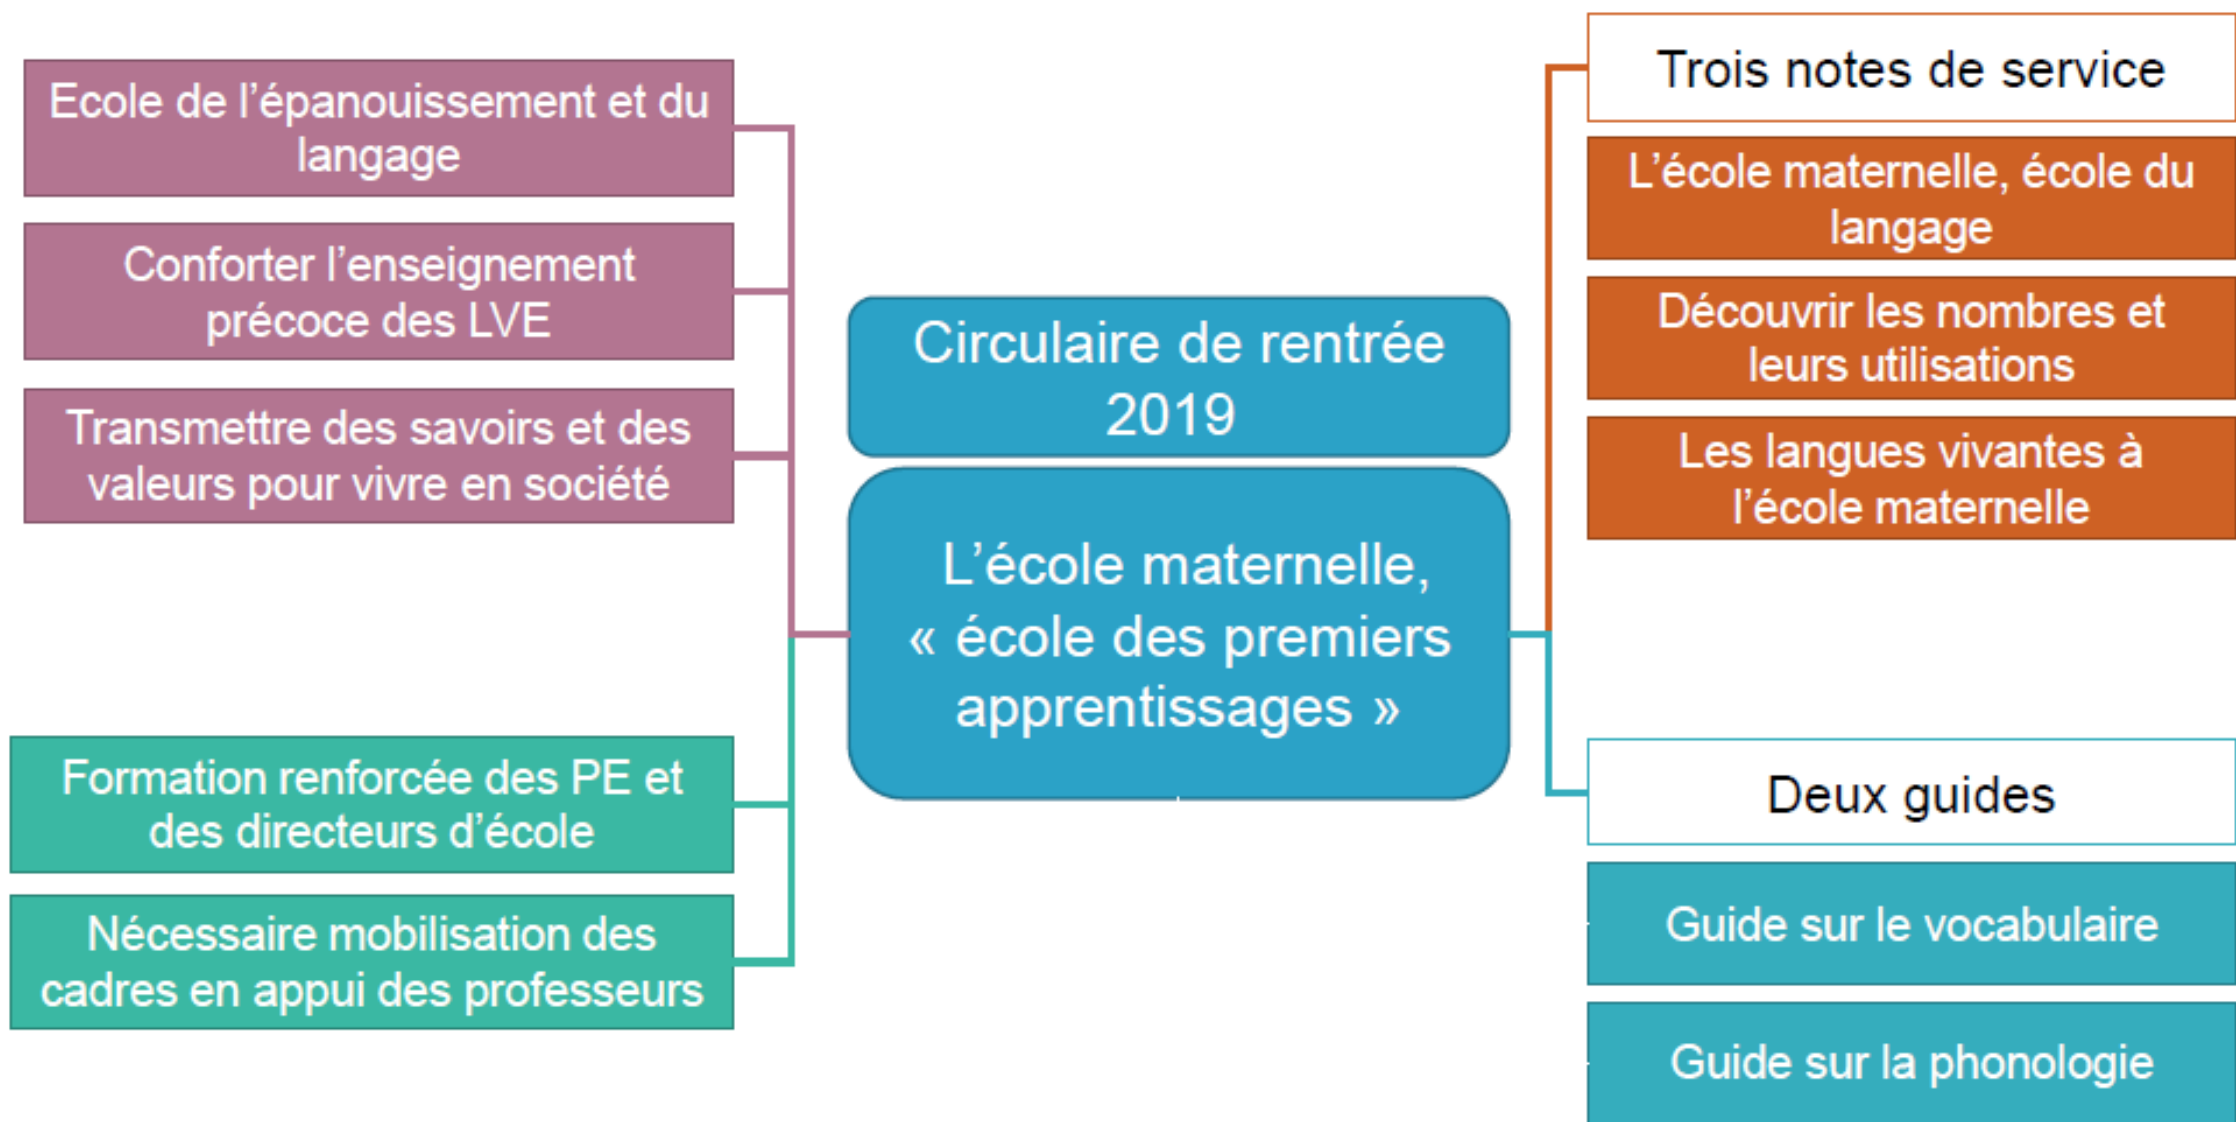 Ecole de l'épanouissement et du
langage
Conforter l'enseignement
précoce des LVE
Transmettre des savoirs et des
valeurs pour vivre en société
Formation renforcée des PE et
des directeurs d'école
Nécessaire mobilisation des
cadres en appui des professeurs
Circulaire de rentrée
2019
L'école maternelle,
« école des premiers
apprentissages »
Trois notes de service
L'école maternelle, école du
langage
Découvrir les nombres et
leurs utilisations
Les langues vivantes à
l'école maternelle
Deux guides
Guide sur le vocabulaire
Guide sur la phonologie